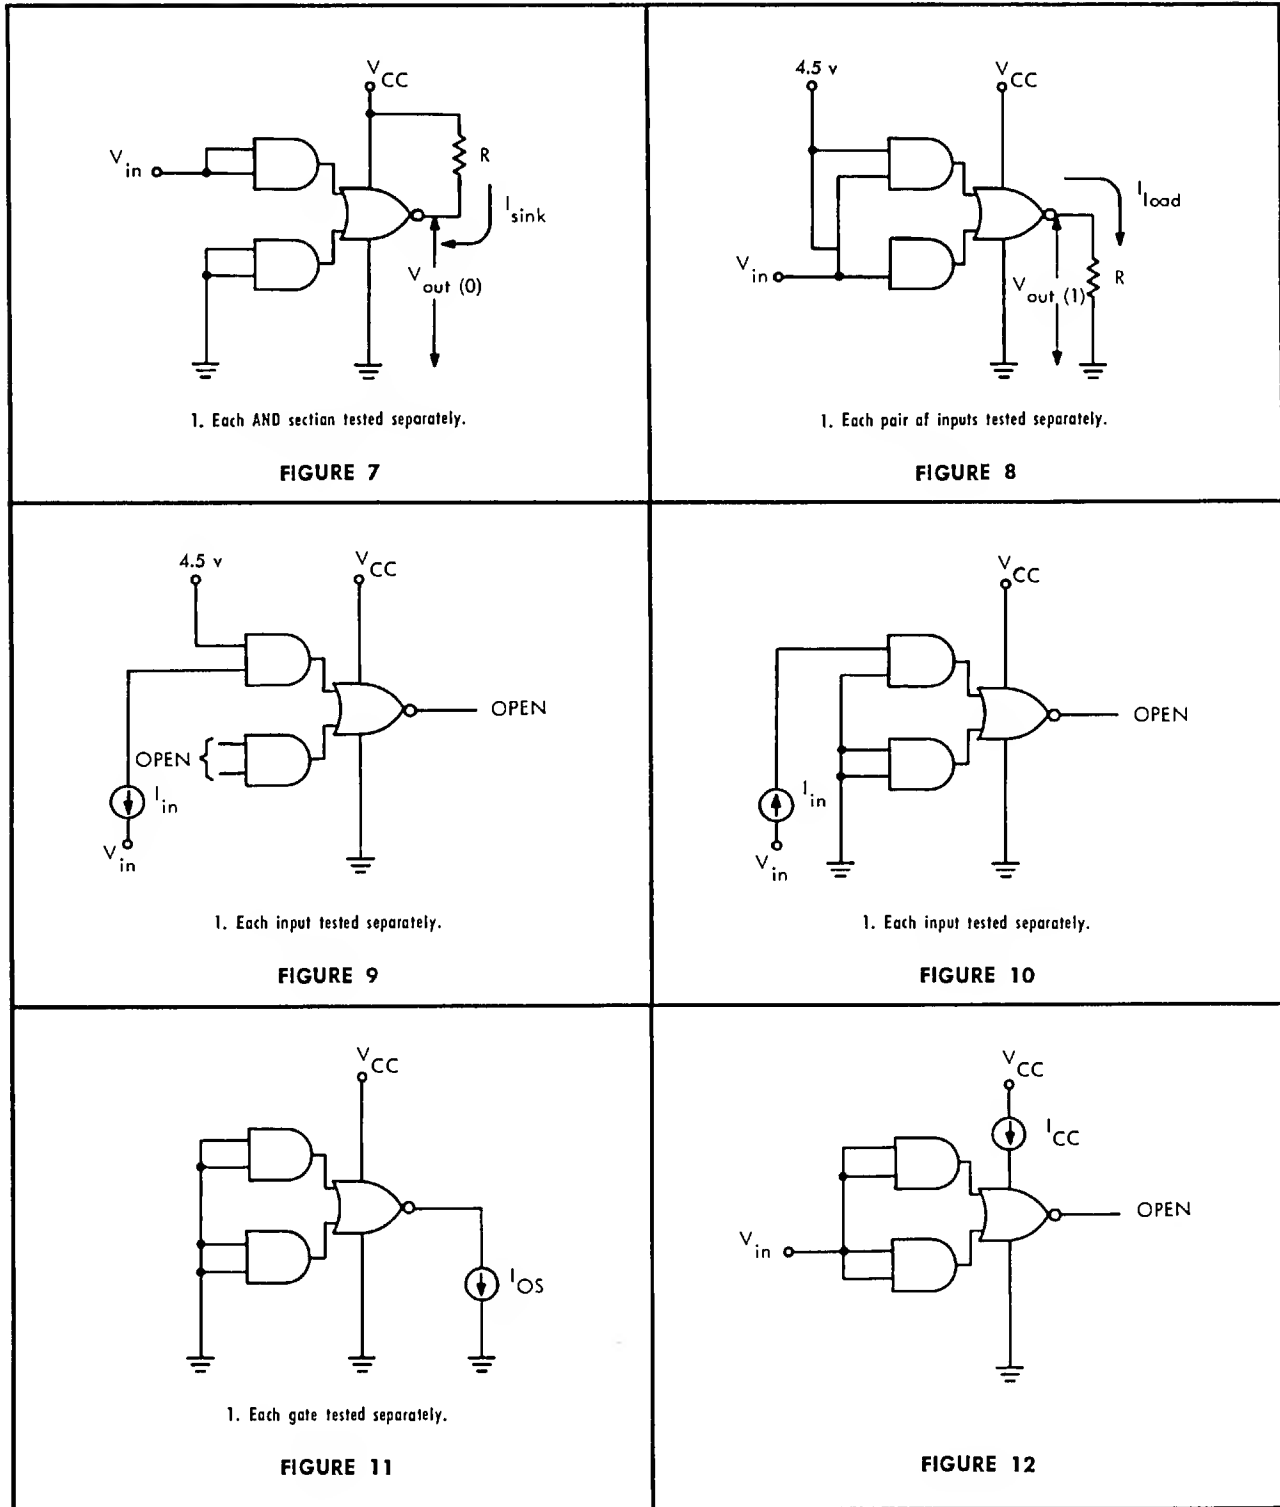 V CC
V in
R
I sink
V out (0)
1. Each AND section tested separately.
FIGURE 7
4.5 v
V CC
I load
V in
V out (1)
R
1. Each pair af inputs tested separately.
FIGURE 8
4.5 v
V CC
OPEN
OPEN {
I in
V in
1. Each input tested separately.
FIGURE 9
V CC
OPEN
I in
V in
1. Each input tested separately.
FIGURE 10
V CC
I OS
1. Each gate tested separately.
FIGURE 11
V CC
I CC
OPEN
V in
FIGURE 12